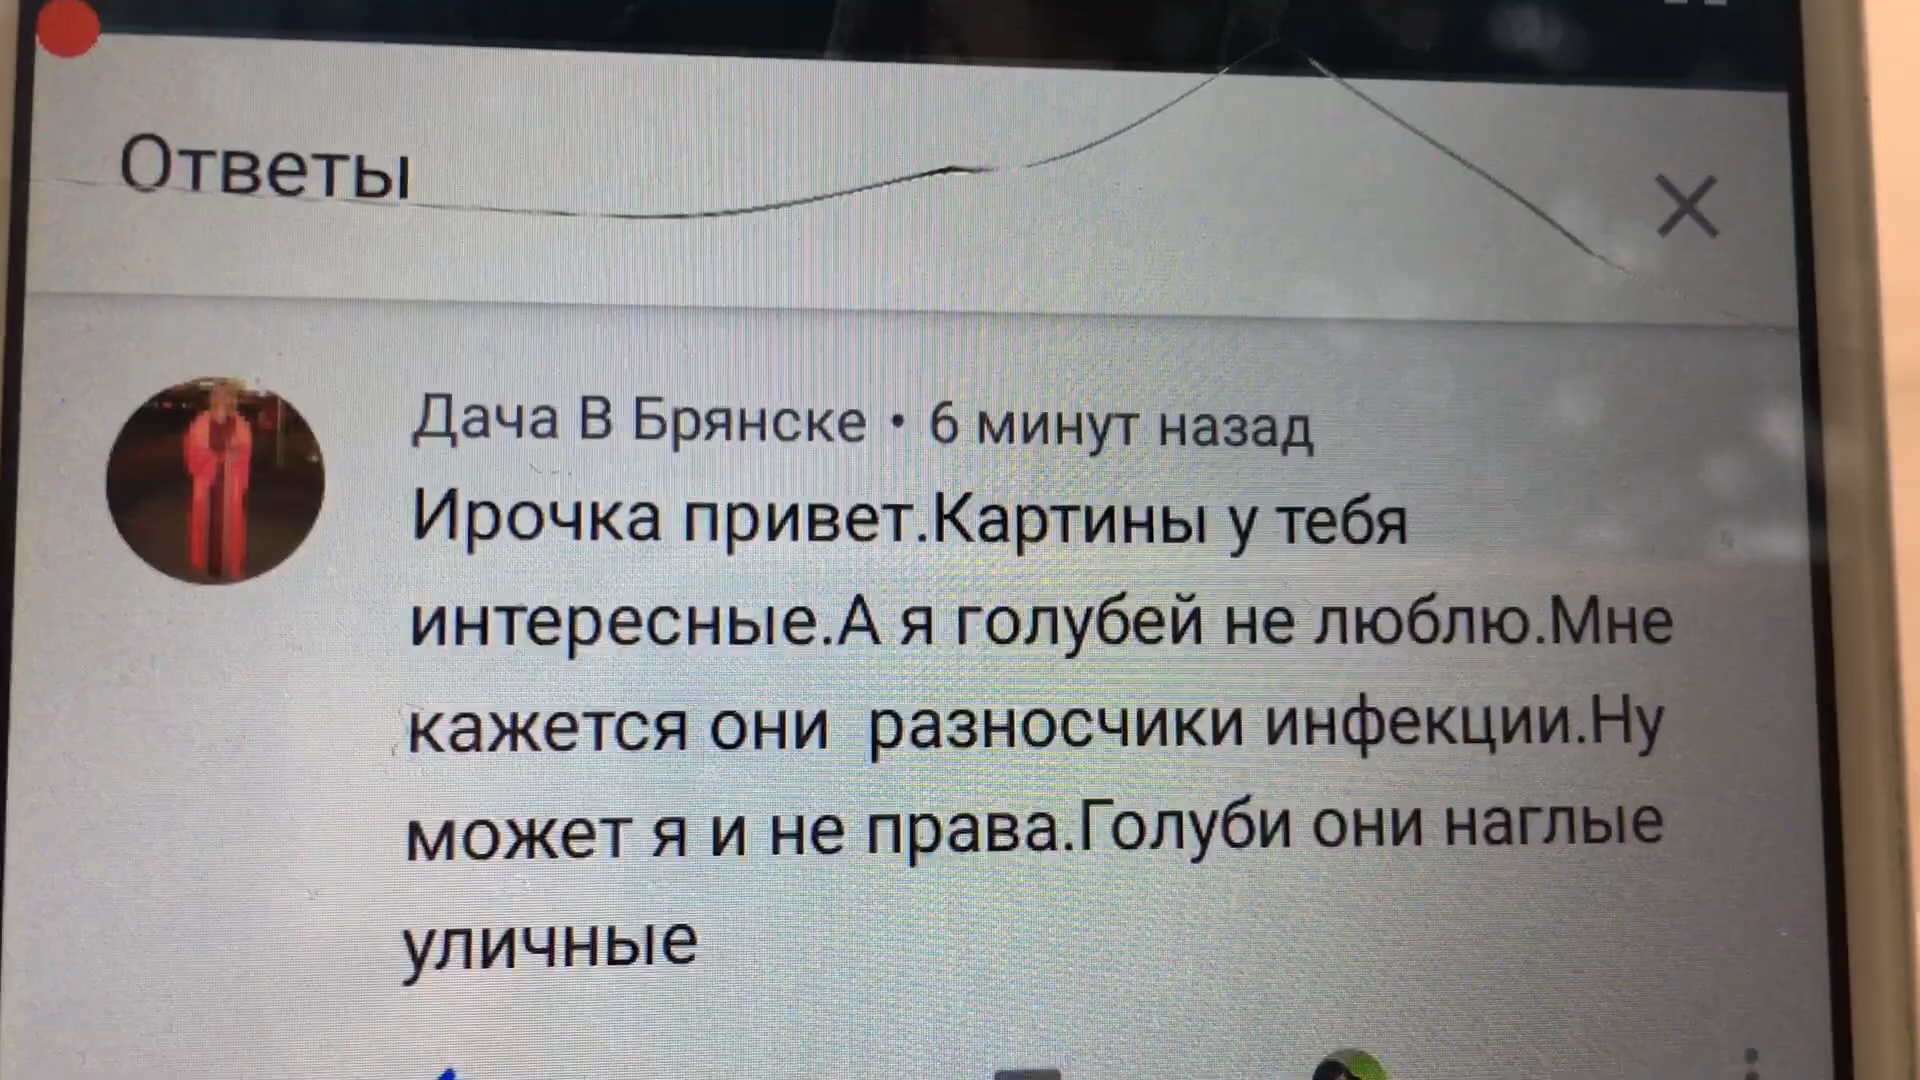 Ответы
Дача В Брянске • 6 минут назад
Ирочка привет.Картины у тебя
интересные.А я голубей не люблю.Мне
кажется они разносчики инфекции.Ну
может я и не права.Голуби они наглые
уличные